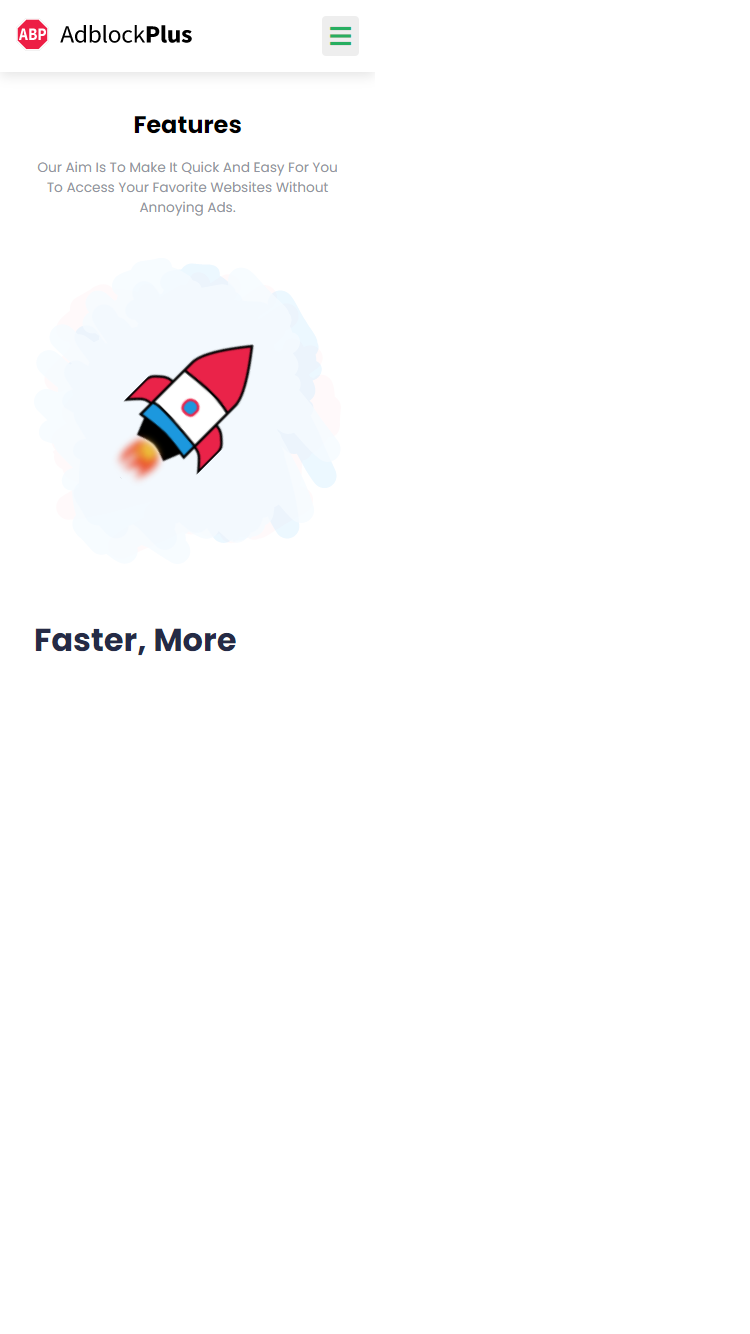 ABP AdblockPlus
Features
Our Aim Is To Make It Quick And Easy For You
To Access Your Favorite Websites Without
Annoying Ads.
Faster, More